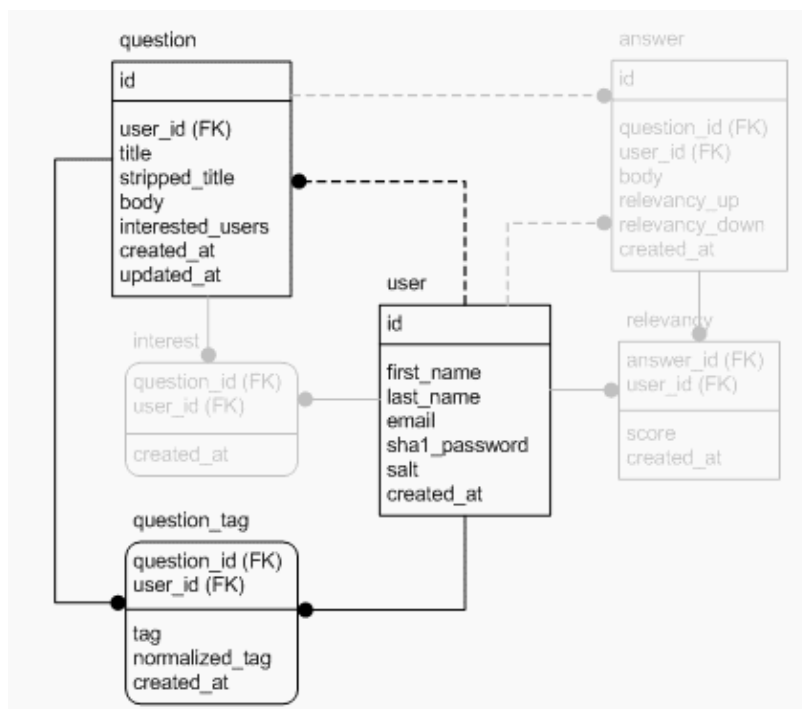 question
id
user_id (FK)
title
stripped_title
body
interested_users
created_at
updated_at
answer
id
question_id (FK)
user_id (FK)
body
relevancy_up
relevancy_down
created_at
user
id
first_name
last_name
email
sha1_password
salt
created_at
relevancy
answer_id (FK)
user_id (FK)
score
created_at
interest
question_id (FK)
user_id (FK)
created_at
question_tag
question_id (FK)
user_id (FK)
tag
normalized_tag
created_at